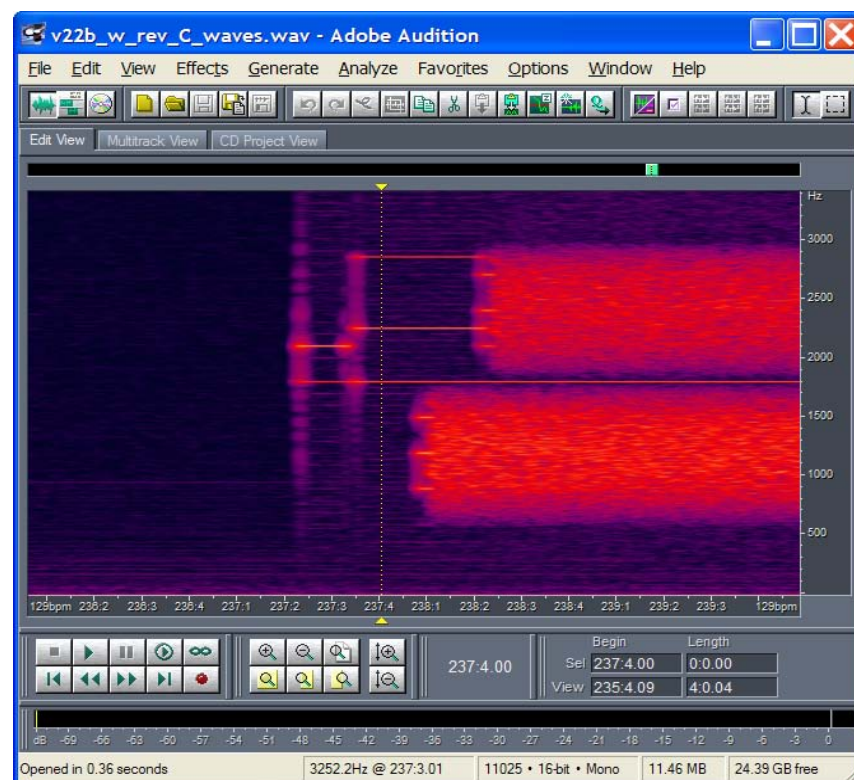 v22b_w_rev_C_waves.wav - Adobe Audition
File Edit View Effects Generate Analyze Favorites Options Window Help
Edit View Multitrack View CD Project View
Hz
3000
2500
2000
1500
1000
500
129bpm 236:2 236:3 236:4 237:1 237:2 237:3 237:4 238:1 238:2 238:3 238:4 239:1 239:2 239:3 129bpm
Begin Length
237:4.00 Sel 237:4.00 0:0.00
View 235:4.09 4:0.04
dB -69 -66 -63 -60 -57 -54 -51 -48 -45 -42 -39 -36 -33 -30 -27 -24 -21 -18 -15 -12 -9 -6 -3 0
Opened in 0.36 seconds 3252.2Hz @ 237:3.01 11025 • 16-bit • Mono 11.46 MB 24.39 GB free